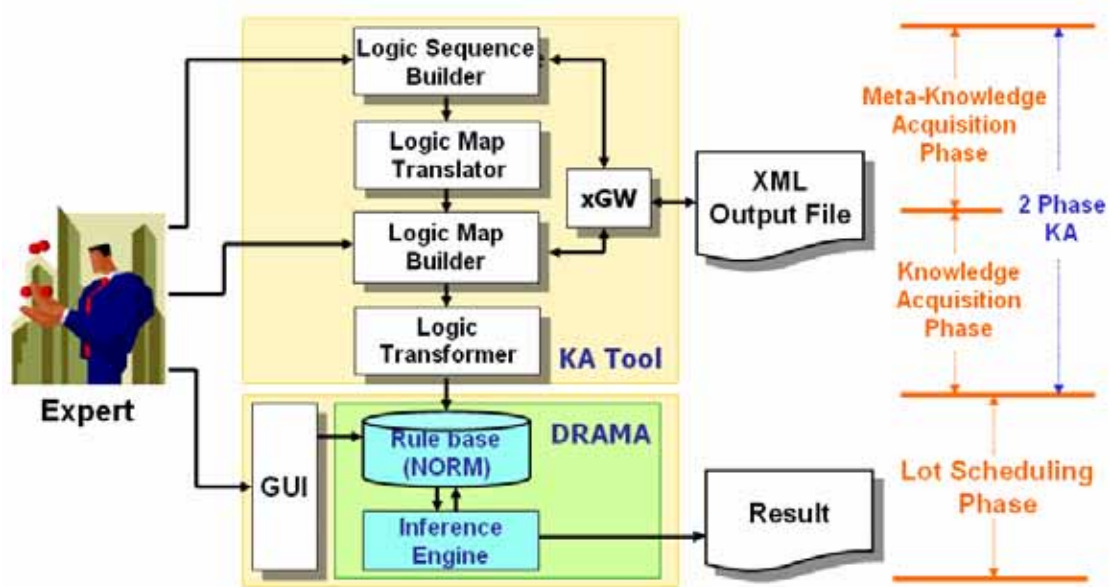 Logic Sequence
Builder
Logic Map
Translator
xGW
XML
Output File
Logic Map
Builder
Logic
Transformer
KA Tool
Expert
GUI
DRAMA
Rule base
(NORM)
Inference
Engine
Result
Meta-Knowledge
Acquisition
Phase
2 Phase
KA
Knowledge
Acquisition
Phase
Lot Scheduling
Phase